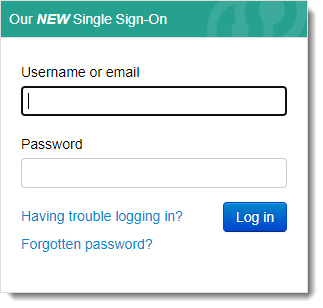 Our NEW Single Sign-On
Username or email
Password
Having trouble logging in?
Log in
Forgotten password?